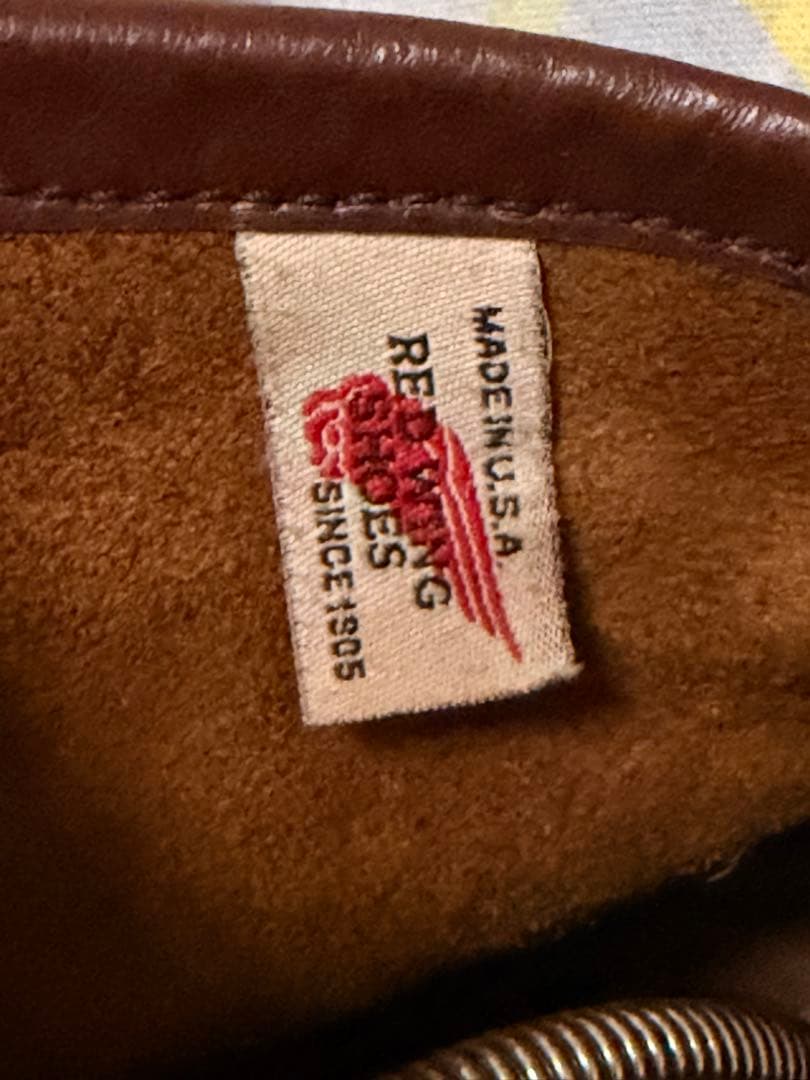 MADE IN U.S.A.
RED WING
SHOES
SINCE 1905